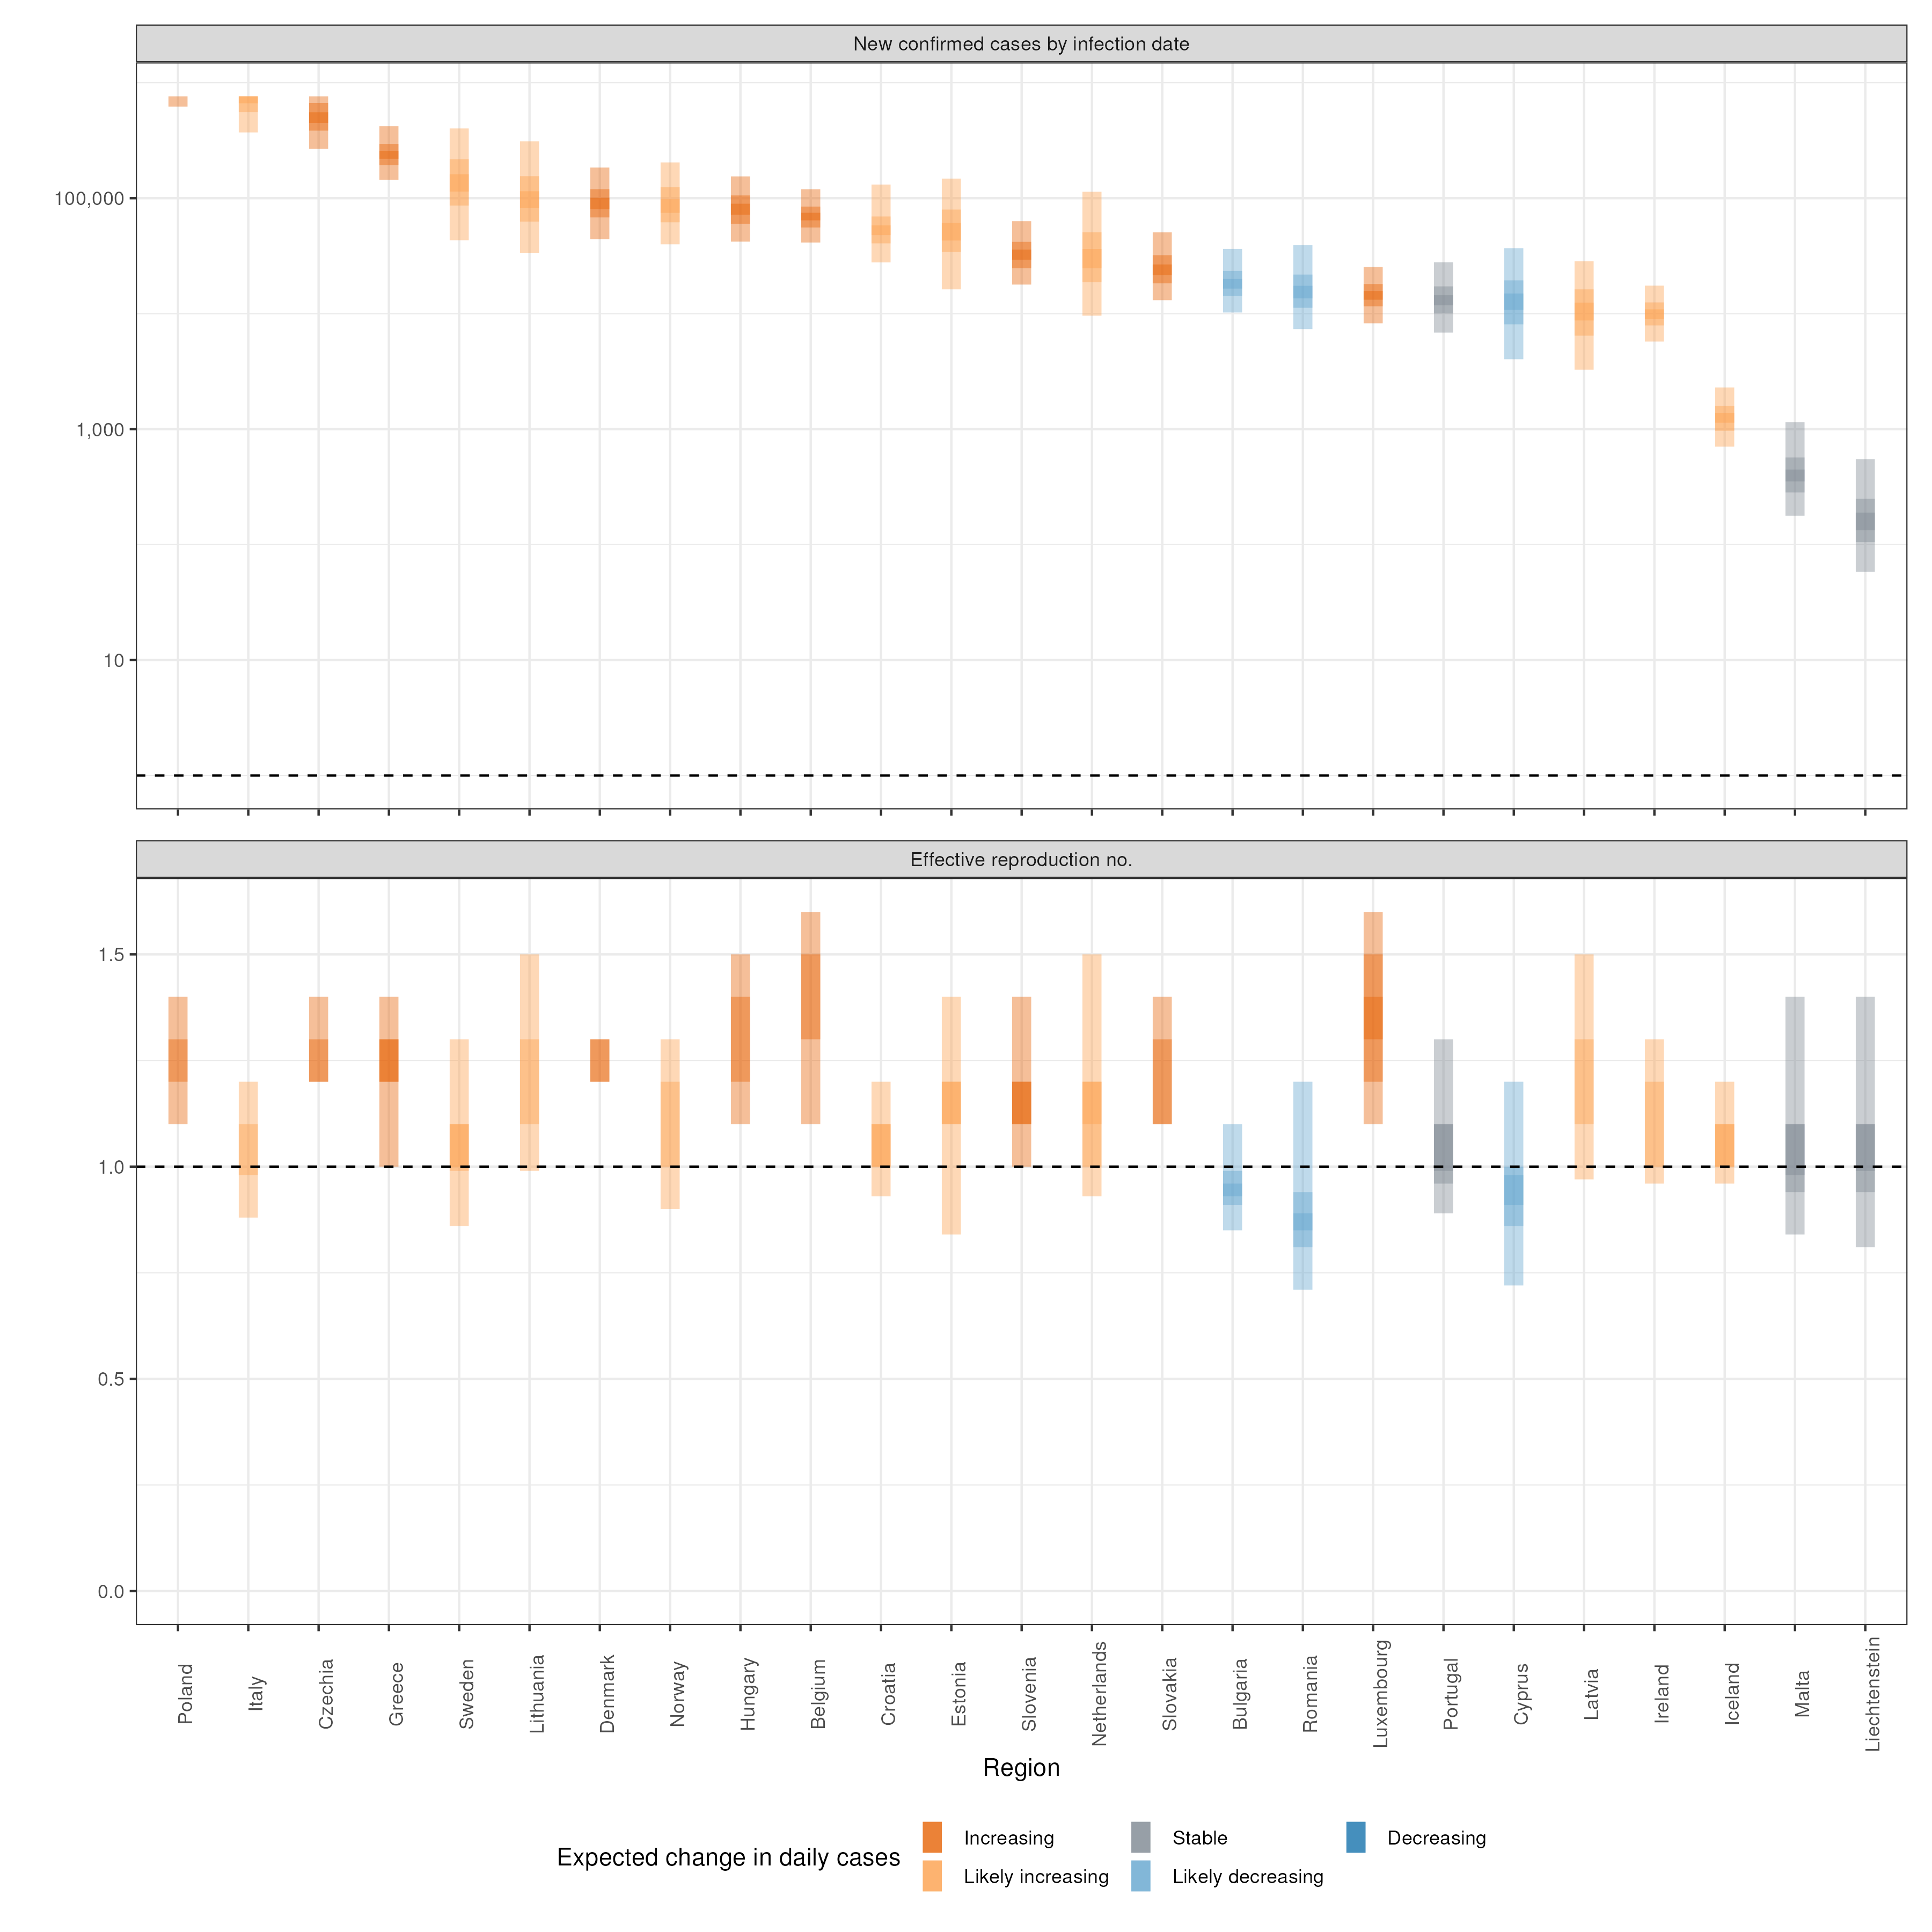 New confirmed cases by infection date
100,000
1,000
10
Effective reproduction no.
1.5
1.0
0.5
0.0
Poland
Italy
Czechia
Greece
Sweden
Lithuania
Denmark
Norway
Hungary
Belgium
Croatia
Estonia
Slovenia
Netherlands
Slovakia
Bulgaria
Romania
Luxembourg
Portugal
Cyprus
Latvia
Ireland
Iceland
Malta
Liechtenstein
Region
Expected change in daily cases
Increasing
Likely increasing
Stable
Likely decreasing
Decreasing